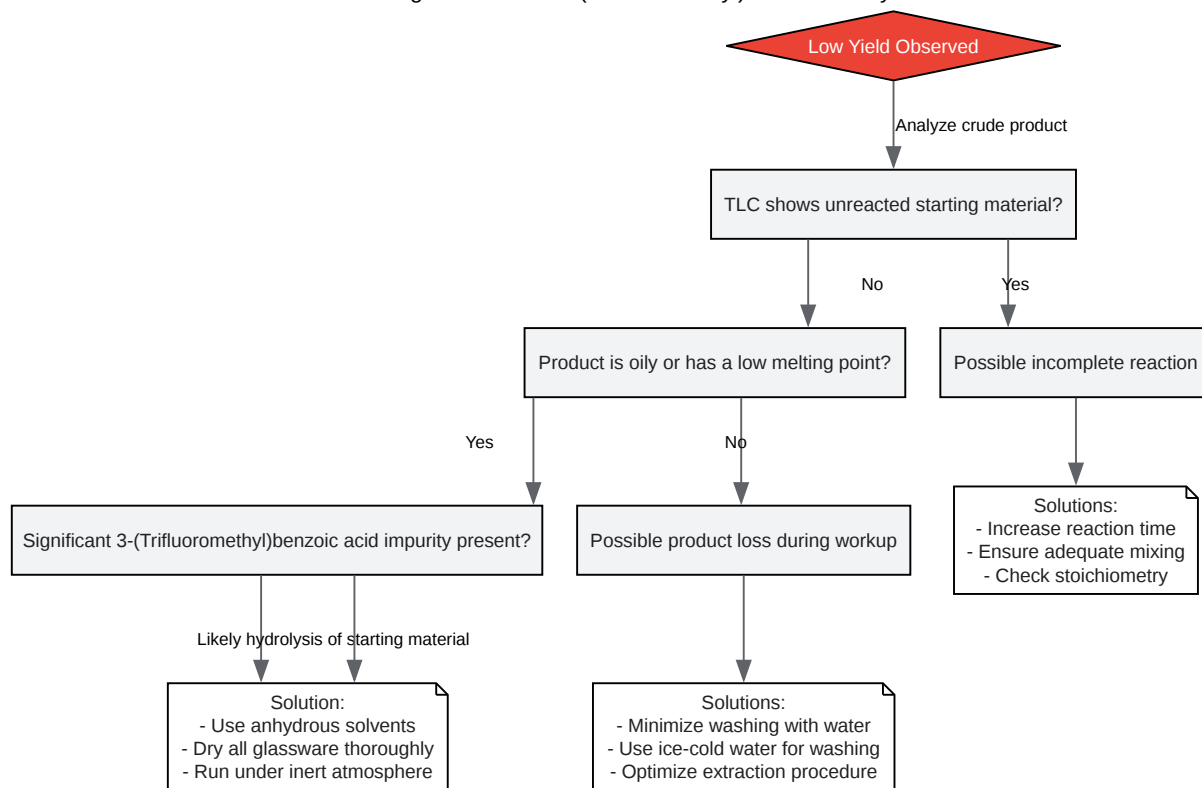 Low Yield Observed
Analyze crude product
TLC shows unreacted starting material?
No
Yes
Product is oily or has a low melting point?
Possible incomplete reaction
Yes
No
Solutions:
- Increase reaction time
- Ensure adequate mixing
- Check stoichiometry
Significant 3-(Trifluoromethyl)benzoic acid impurity present?
Possible product loss during workup
Likely hydrolysis of starting material
Solution:
- Use anhydrous solvents
- Dry all glassware thoroughly
- Run under inert atmosphere
Solutions:
- Minimize washing with water
- Use ice-cold water for washing
- Optimize extraction procedure